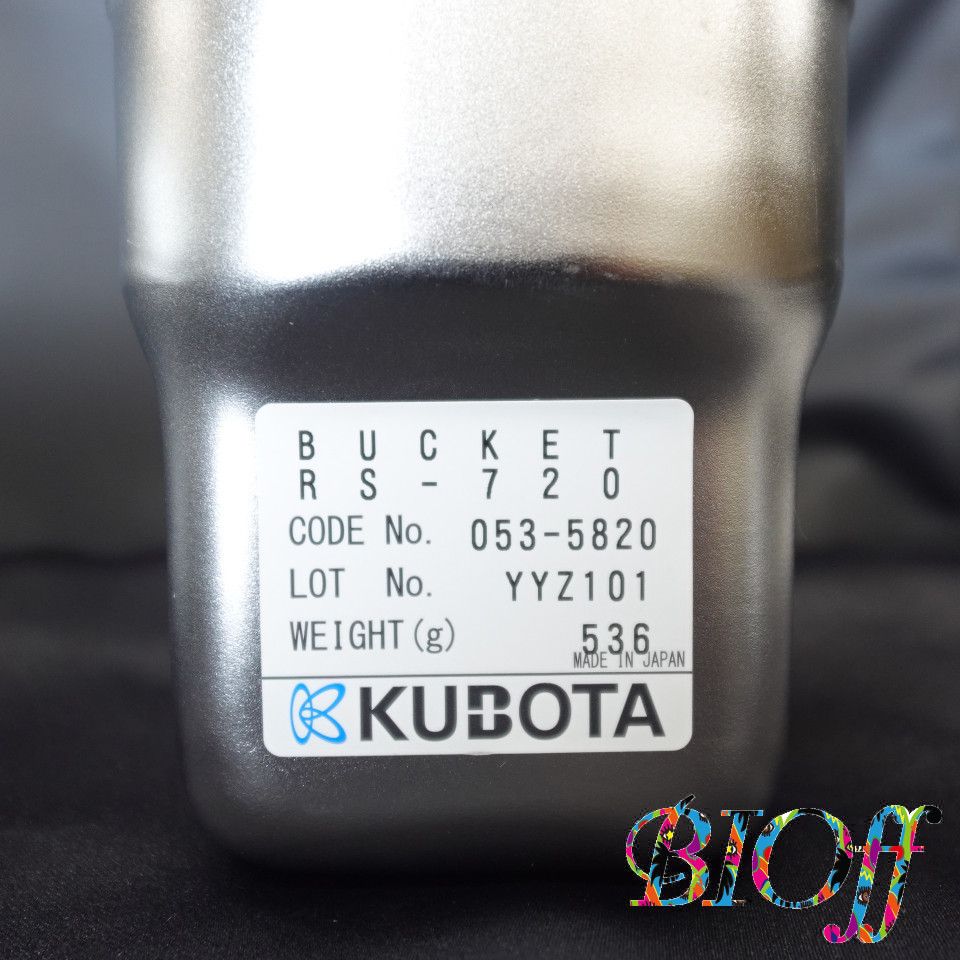 BUCKET
RS-720
CODE No. 053-5820
LOT No. YYZ101
WEIGHT(g) 536
MADE IN JAPAN
KUBOTA
BIOff